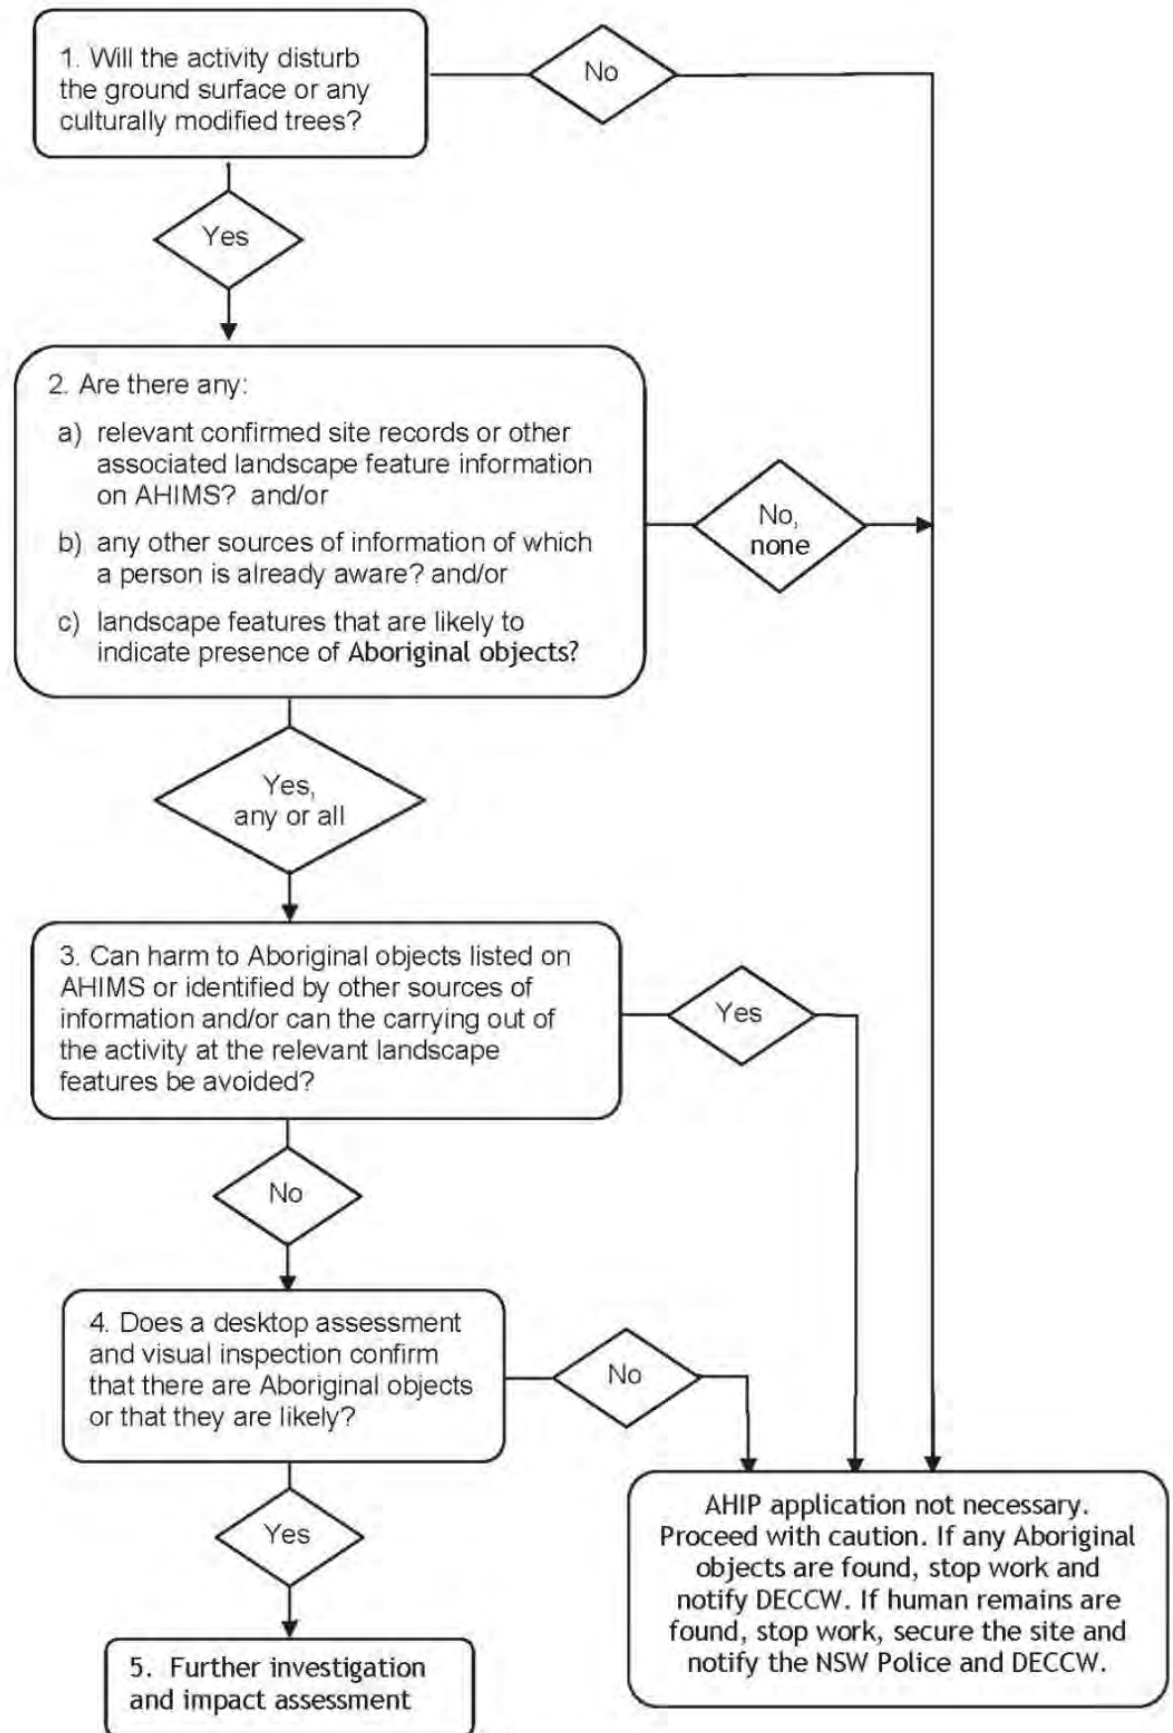 1. Will the activity disturb
the ground surface or any
culturally modified trees?
No
Yes
2. Are there any:
a) relevant confirmed site records or other
associated landscape feature information
on AHIMS? and/or
b) any other sources of information of which
a person is already aware? and/or
c) landscape features that are likely to
indicate presence of Aboriginal objects?
No,
none
Yes,
any or all
3. Can harm to Aboriginal objects listed on
AHIMS or identified by other sources of
information and/or can the carrying out of
the activity at the relevant landscape
features be avoided?
Yes
No
4. Does a desktop assessment
and visual inspection confirm
that there are Aboriginal objects
or that they are likely?
No
Yes
AHIP application not necessary.
Proceed with caution. If any Aboriginal
objects are found, stop work and
notify DECCW. If human remains are
found, stop work, secure the site and
notify the NSW Police and DECCW.
5. Further investigation
and impact assessment